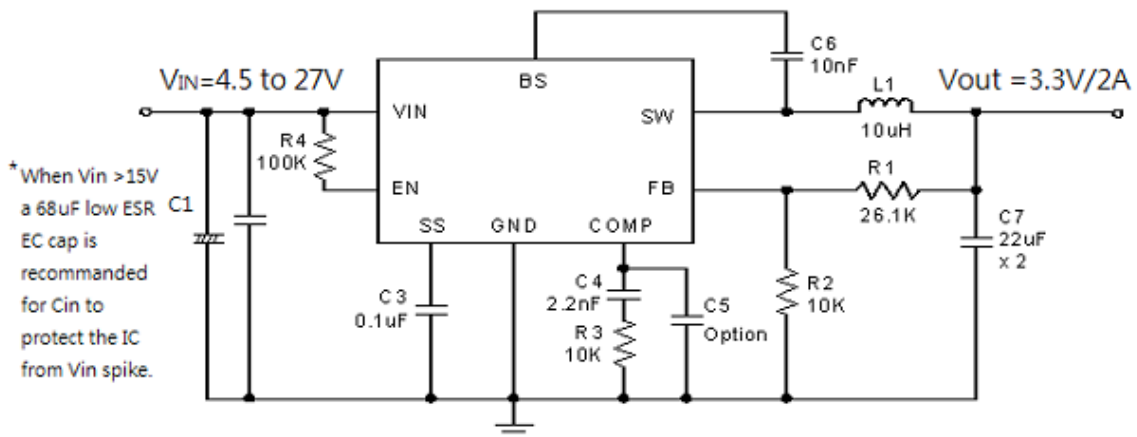 C6
10nF
VIN=4.5 to 27V
BS
Vout =3.3V/2A
L1
10uH
VIN
SW
R4
100K
EN
FB
R1
26.1K
* When Vin >15V
a 68uF low ESR
EC cap is
recommanded
for Cin to
protect the IC
from Vin spike.
C1
SS
GND
COMP
C7
22uF
x 2
C3
0.1uF
C4
2.2nF
R3
10K
C5
Option
R2
10K